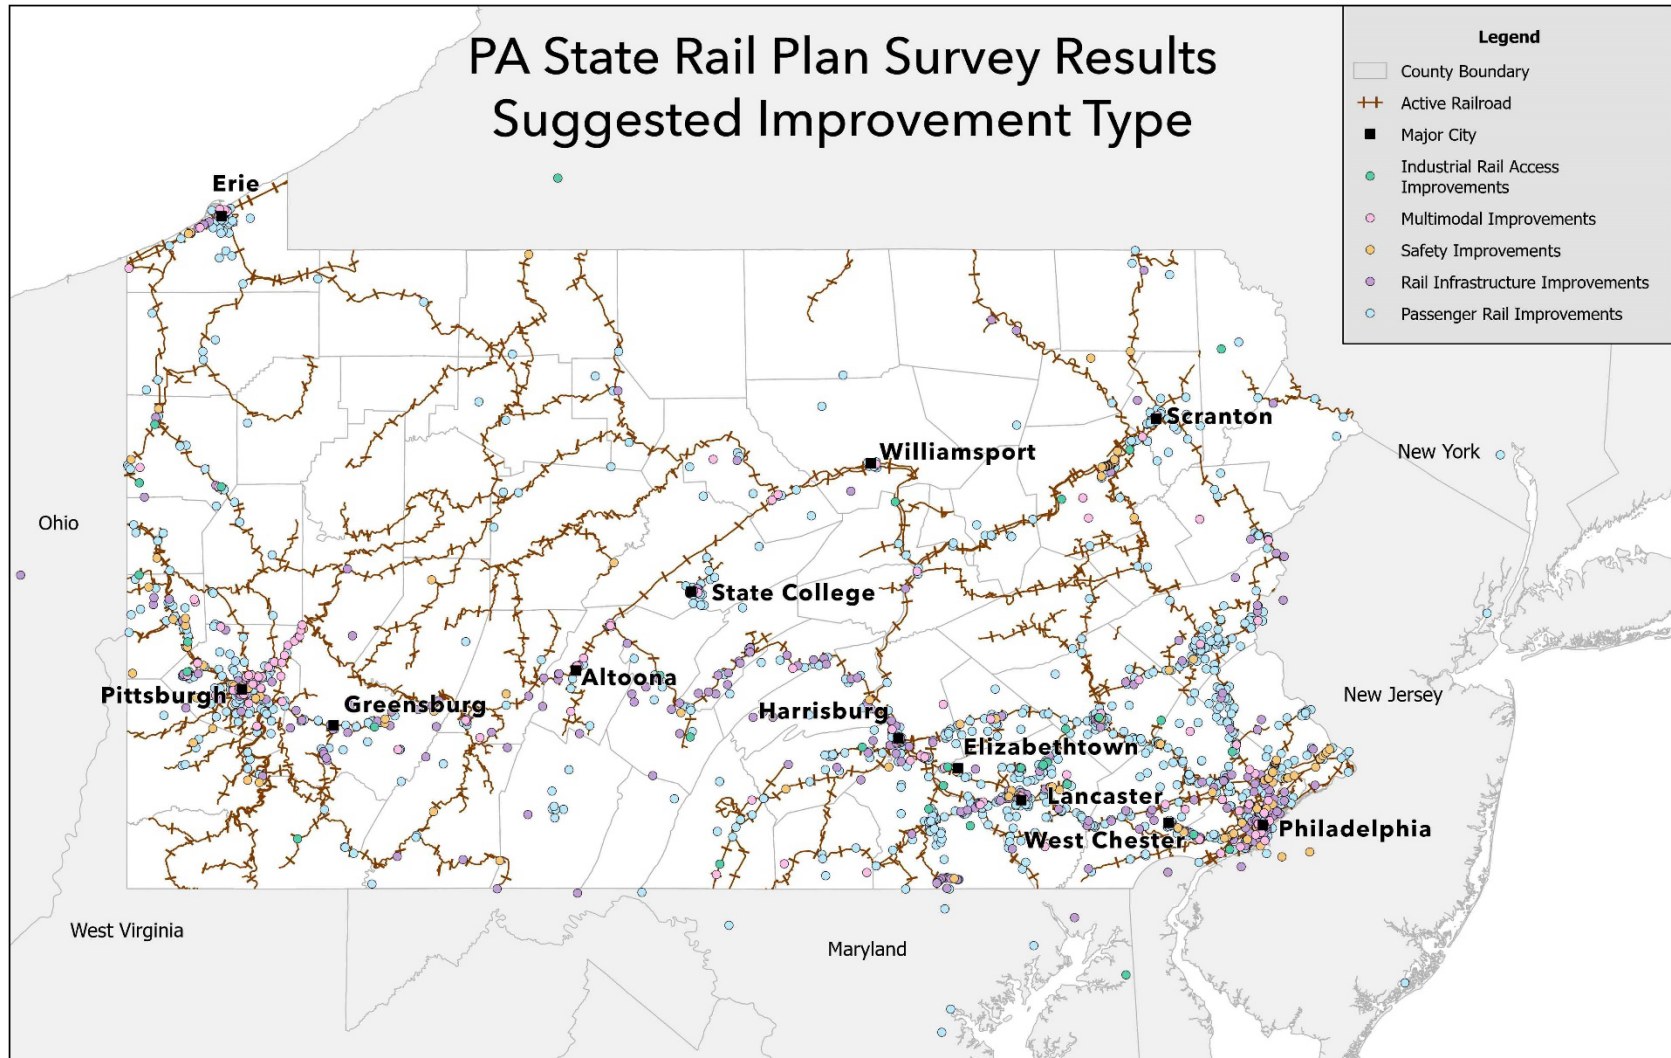 PA State Rail Plan Survey Results
Suggested Improvement Type
Legend
County Boundary
Active Railroad
Major City
Industrial Rail Access
Improvements
Multimodal Improvements
Safety Improvements
Rail Infrastructure Improvements
Passenger Rail Improvements
Erie
Scranton
Williamsport
New York
Ohio
State College
Altoona
Pittsburgh
Greensburg
New Jersey
Harrisburg
Elizabethtown
Lancaster
West Chester
Philadelphia
West Virginia
Maryland